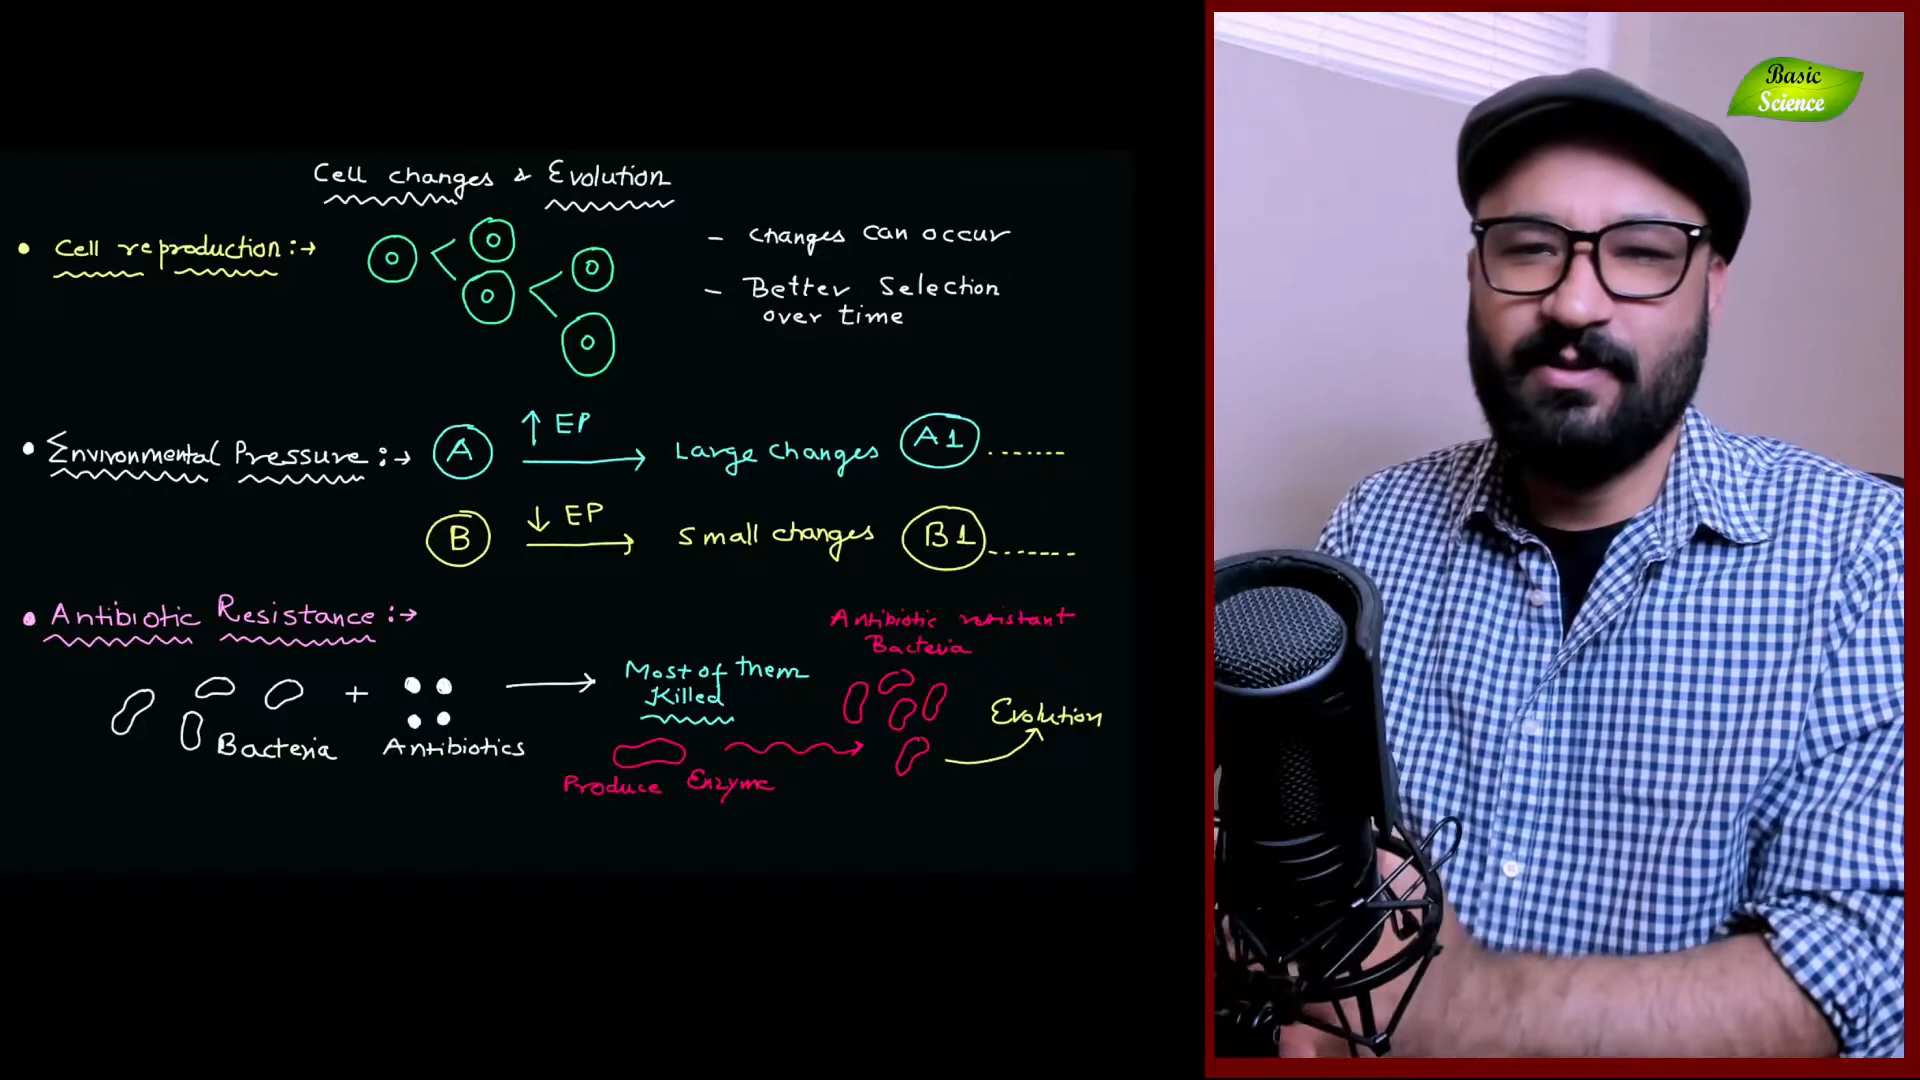 Cell changes & Evolution
• Cell reproduction :→
- changes can occur
- Better Selection
over time
• Environmental Pressure :→
A
↑ EP
Large changes
A1 .......
B
↓ EP
Small changes
B1 .......
• Antibiotic Resistance :→
Bacteria
+
Antibiotics
Most of them
Killed
Produce Enzyme
Antibiotic resistant
Bacteria
Evolution
Basic
Science